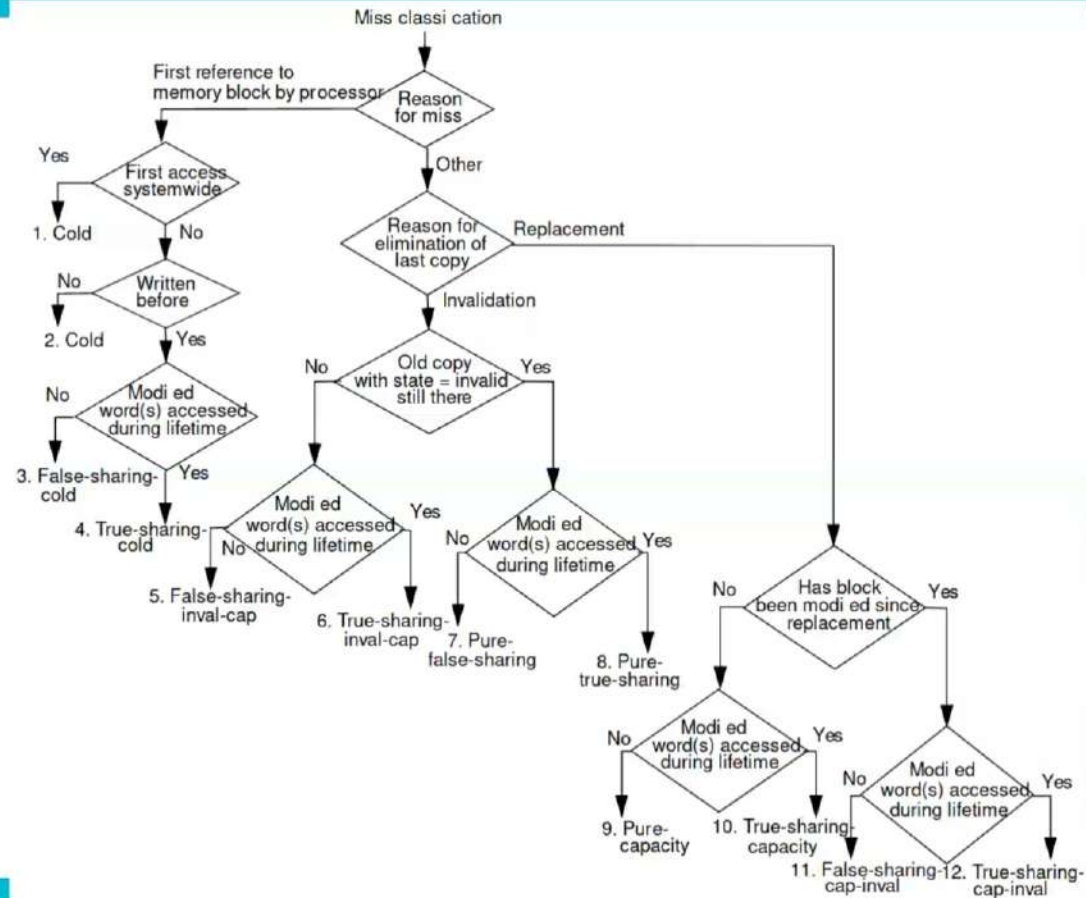 Miss classi cation
First reference to
memory block by processor
Reason
for miss
Other
Yes
First access
systemwide
1. Cold
No
Reason for
elimination of
last copy
Replacement
No
Written
before
Invalidation
2. Cold
Yes
No
Old copy
with state = invalid
still there
Yes
No
Modi ed
word(s) accessed
during lifetime
3. False-sharing-
cold
Yes
4. True-sharing-
cold
Modi ed
word(s) accessed
during lifetime
No
Yes
5. False-sharing-
inval-cap
6. True-sharing-
inval-cap
No
Modi ed
word(s) accessed
during lifetime
Yes
7. Pure-
false-sharing
8. Pure-
true-sharing
No
Has block
been modi ed since
replacement
Yes
No
Modi ed
word(s) accessed
during lifetime
Yes
9. Pure-
capacity
10. True-sharing-
capacity
No
Modi ed
word(s) accessed
during lifetime
Yes
11. False-sharing-
cap-inval
12. True-sharing-
cap-inval